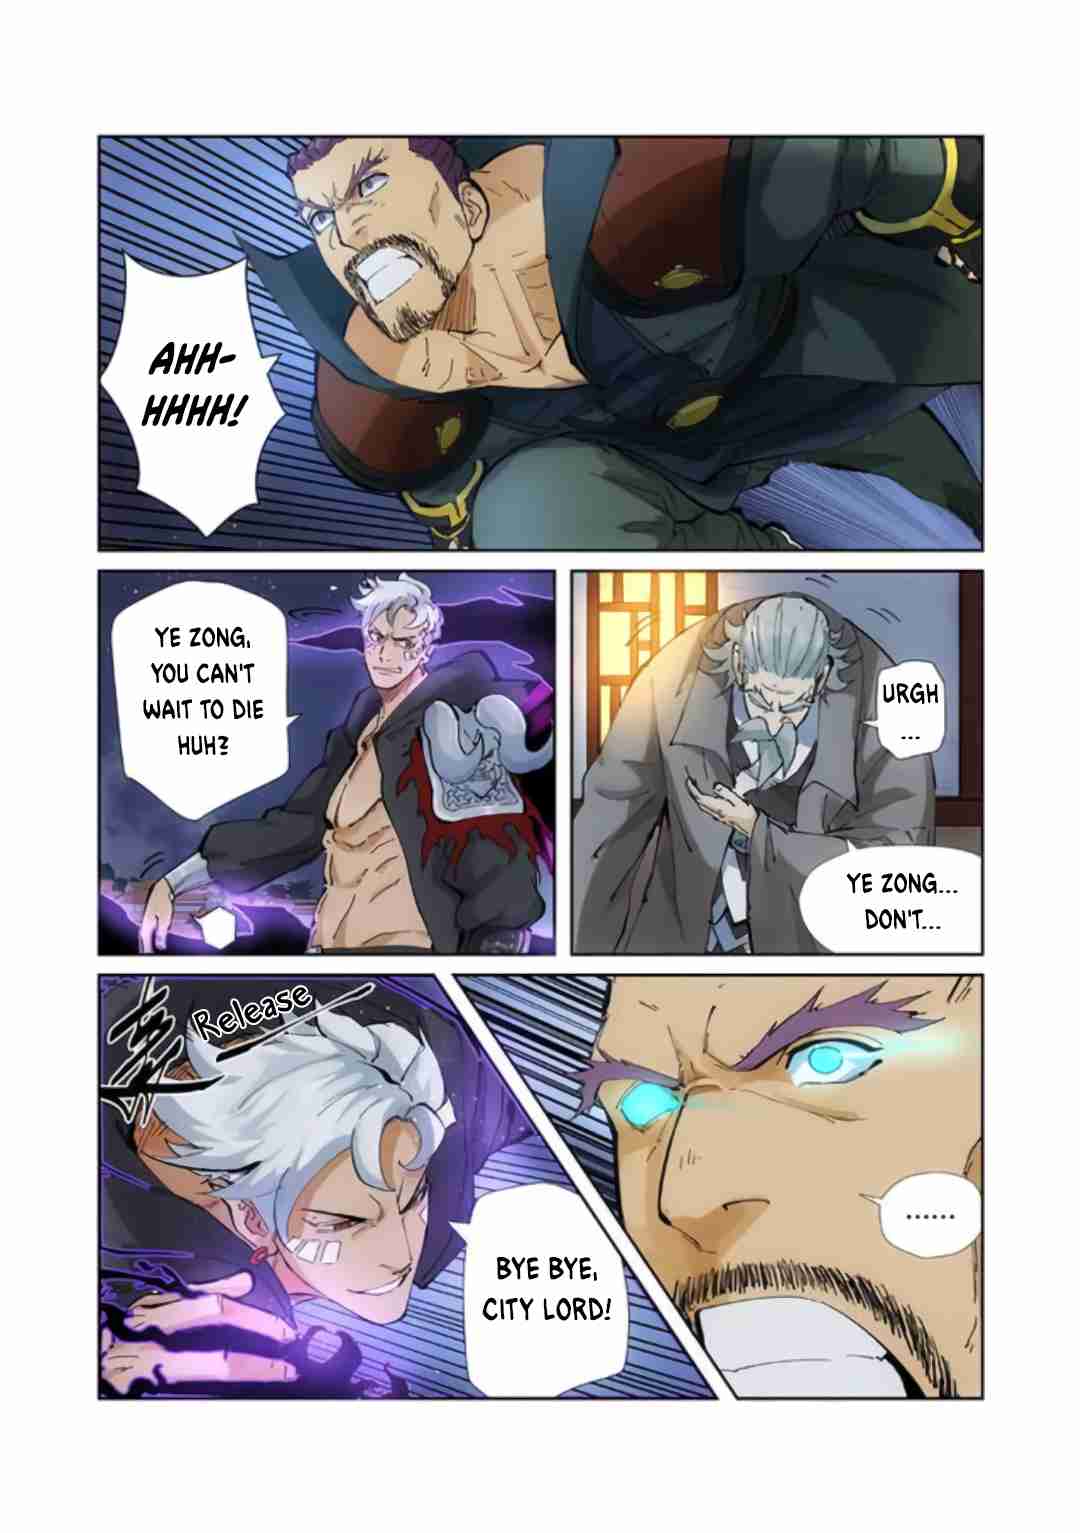 AHH-
HHHH!
YE ZONG,
YOU CAN'T
WAIT TO DIE
HUH?
URGH
...
YE ZONG...
DON'T...
Release
BYE BYE,
CITY LORD!
......